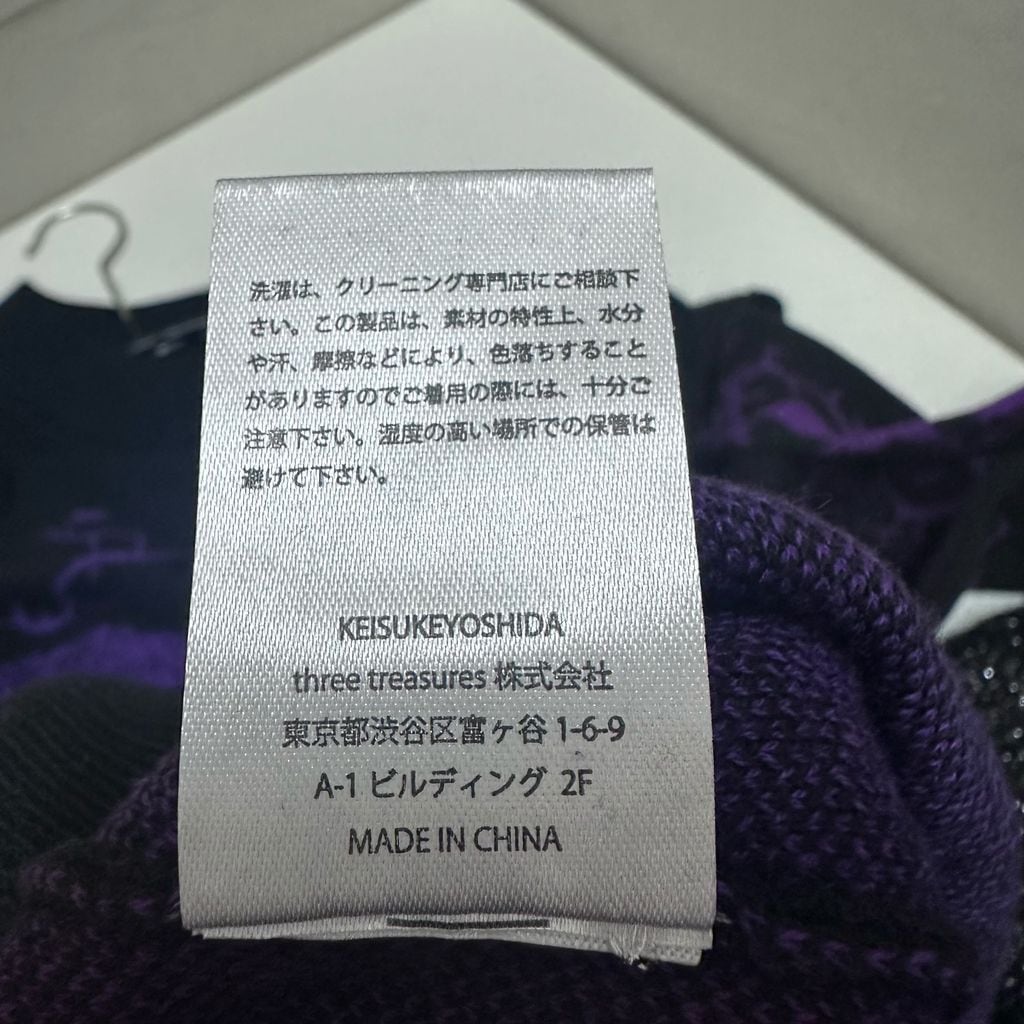 洗濯は、クリーニング専門店にご相談下
さい。この製品は、素材の特性上、水分
や汗、摩擦などにより、色落ちすること
がありますのでご着用の際には、十分ご
注意下さい。湿度の高い場所での保管は
避けて下さい。
KEISUKEYOSHIDA
three treasures 株式会社
東京都渋谷区富ヶ谷 1-6-9
A-1 ビルディング 2F
MADE IN CHINA